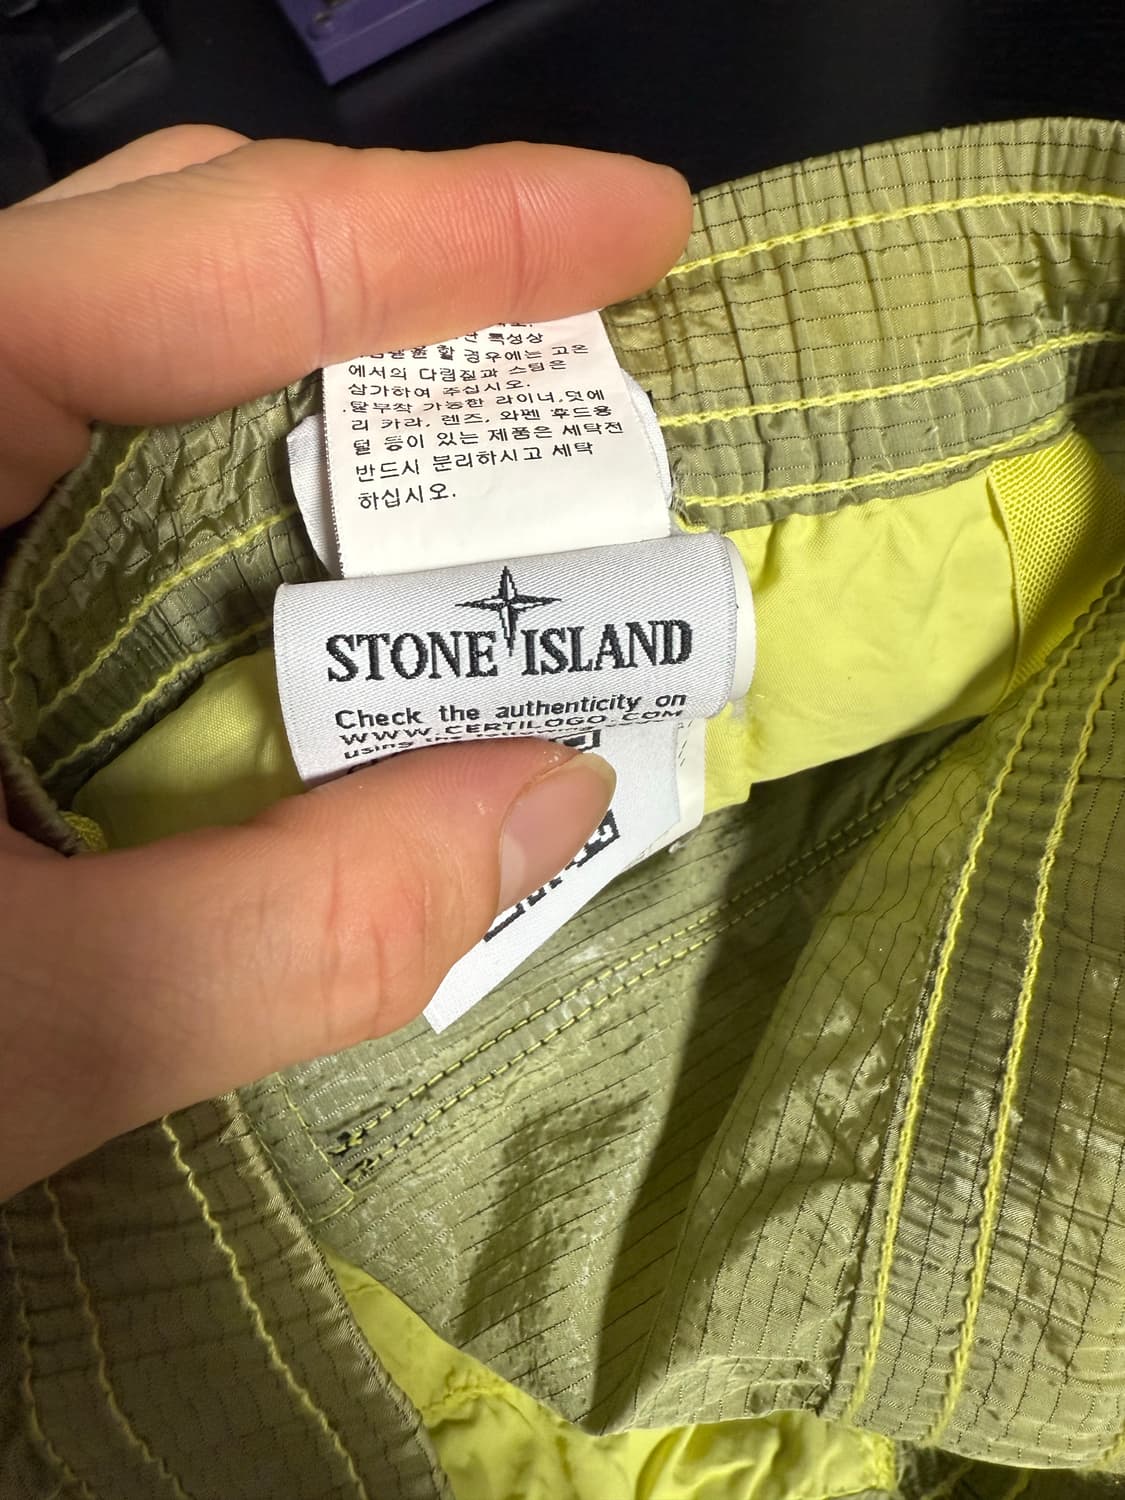 특성상
할 경우에는 고온
에서의 다림질과 스팀은
삼가하여 주십시오.
.탈부착 가능한 라이너,덧에
리 카라, 렌즈, 와펜 후드용
털 등이 있는 제품은 세탁전
반드시 분리하시고 세탁
하십시오.
STONE ISLAND
Check the authenticity on
WWW.CERTILOGO.COM
using the following